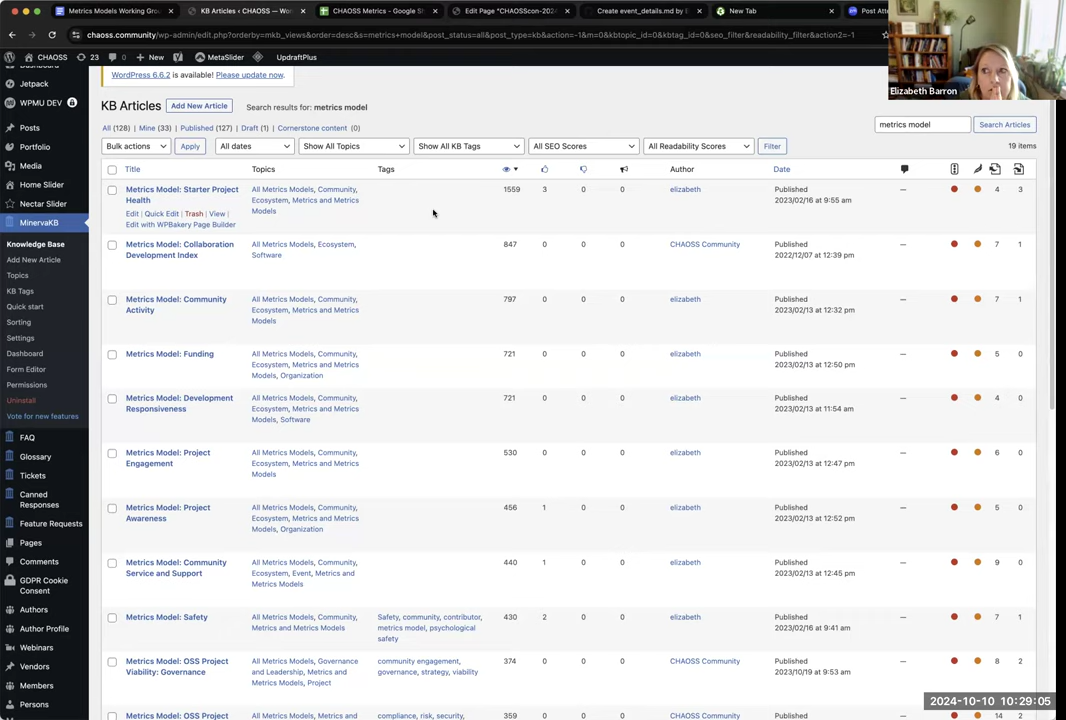 Metrics Models Working Grou
KB Articles ‹ CHAOSS — Wor
CHAOSS Metrics - Google Sh
Edit Page "CHAOSScon-2024
Create event_details.md by E
New Tab
Post Att
chaoss.community/wp-admin/edit.php?orderby=mkb_views&order=desc&s=metrics+model&post_status=all&post_type=kb&action=-1&m=0&kbtopic_id=0&kbtag_id=0&seo_filter&readability_filter&action2=-1
CHAOSS
23
0
+ New
MetaSlider
UpdraftPlus
Elizabeth Barron
Dashboard
Jetpack
WPMU DEV
Posts
Portfolio
Media
Home Slider
Nectar Slider
MinervaKB
Knowledge Base
Add New Article
Topics
KB Tags
Quick start
Sorting
Settings
Dashboard
Form Editor
Permissions
Uninstall
Vote for new features
FAQ
Glossary
Tickets
Canned
Responses
Feature Requests
Pages
Comments
GDPR Cookie
Consent
Authors
Author Profile
Webinars
Vendors
Members
Persons
WordPress 6.6.2 is available! Please update now.
KB Articles
Add New Article
Search results for: metrics model
All (128) | Mine (33) | Published (127) | Draft (1) | Cornerstone content (0)
metrics model
Search Articles
Bulk actions
Apply
All dates
Show All Topics
Show All KB Tags
All SEO Scores
All Readability Scores
Filter
19 items
Title Topics Tags Author Date
Metrics Model: Starter Project
Health
Edit | Quick Edit | Trash | View |
Edit with WPBakery Page Builder
All Metrics Models, Community,
Ecosystem, Metrics and Metrics
Models
1559 3 0 0 elizabeth
Published
2023/02/16 at 9:55 am
— 4 3
Metrics Model: Collaboration
Development Index
All Metrics Models, Ecosystem,
Software
847 0 0 0 CHAOSS Community
Published
2022/12/07 at 12:39 pm
— 7 1
Metrics Model: Community
Activity
All Metrics Models, Community,
Ecosystem, Metrics and Metrics
Models
797 0 0 0 elizabeth
Published
2023/02/13 at 12:32 pm
— 7 1
Metrics Model: Funding
All Metrics Models, Community,
Ecosystem, Metrics and Metrics
Models, Organization
721 0 0 0 elizabeth
Published
2023/02/13 at 12:50 pm
— 5 0
Metrics Model: Development
Responsiveness
All Metrics Models, Community,
Ecosystem, Metrics and Metrics
Models, Software
721 0 0 0 elizabeth
Published
2023/02/13 at 11:54 am
— 4 0
Metrics Model: Project
Engagement
All Metrics Models, Community,
Ecosystem, Metrics and Metrics
Models
530 0 0 0 elizabeth
Published
2023/02/13 at 12:47 pm
— 6 0
Metrics Model: Project
Awareness
All Metrics Models, Community,
Ecosystem, Metrics and Metrics
Models, Organization
456 1 0 0 elizabeth
Published
2023/02/13 at 12:52 pm
— 5 0
Metrics Model: Community
Service and Support
All Metrics Models, Community,
Ecosystem, Event, Metrics and
Metrics Models
440 1 0 0 elizabeth
Published
2023/02/13 at 12:45 pm
— 9 0
Metrics Model: Safety
All Metrics Models, Community,
Metrics and Metrics Models
Safety, community, contributor,
metrics model, psychological
safety
430 2 0 0 elizabeth
Published
2023/02/16 at 9:41 am
— 7 1
Metrics Model: OSS Project
Viability: Governance
All Metrics Models, Governance
and Leadership, Metrics and
Metrics Models, Project
community engagement,
governance, strategy, viability
374 0 0 0 CHAOSS Community
Published
2023/10/19 at 9:53 am
— 8 2
Metrics Model: OSS Project
All Metrics Models, Metrics and
compliance, risk, security,
359 0 0 0 CHAOSS Community
Published
— 14
2024-10-10 10:29:05